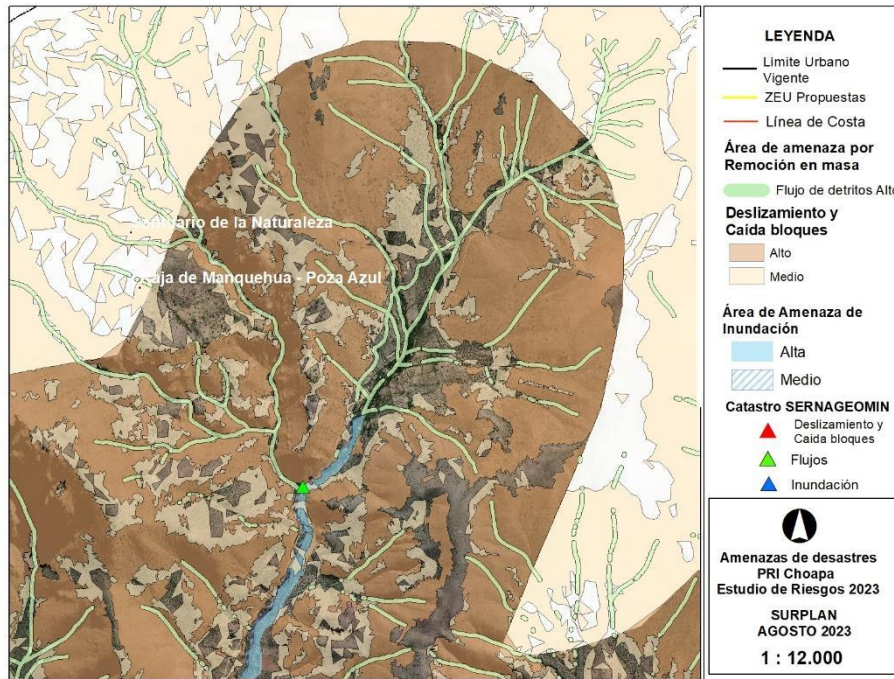 Santuario de la Naturaleza
Raja de Manquehua - Poza Azul
LEYENDA
Limite Urbano
Vigente
ZEU Propuestas
Línea de Costa
Área de amenaza por
Remoción en masa
Flujo de detritos Alto
Deslizamiento y
Caída bloques
Alto
Medio
Área de Amenaza de
Inundación
Alta
Medio
Catastro SERNAGEOMIN
Deslizamiento y
Caida bloques
Flujos
Inundación
Amenazas de desastres
PRI Choapa
Estudio de Riesgos 2023
SURPLAN
AGOSTO 2023
1 : 12.000